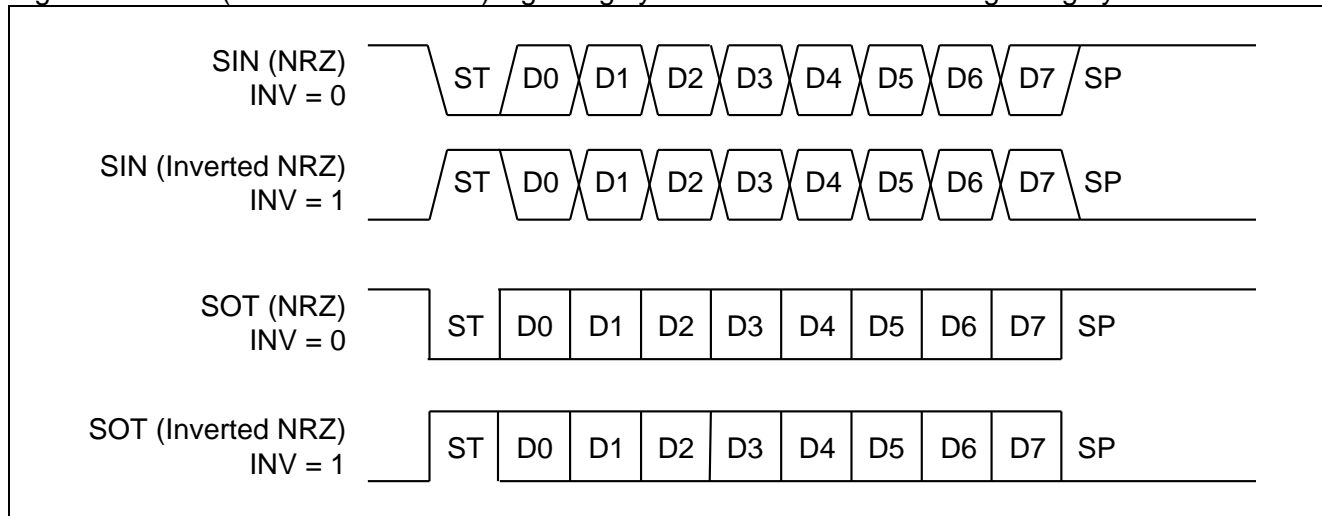 SIN (NRZ)
INV = 0
ST D0 D1 D2 D3 D4 D5 D6 D7 SP
SIN (Inverted NRZ)
INV = 1
ST D0 D1 D2 D3 D4 D5 D6 D7 SP
SOT (NRZ)
INV = 0
ST D0 D1 D2 D3 D4 D5 D6 D7 SP
SOT (Inverted NRZ)
INV = 1
ST D0 D1 D2 D3 D4 D5 D6 D7 SP